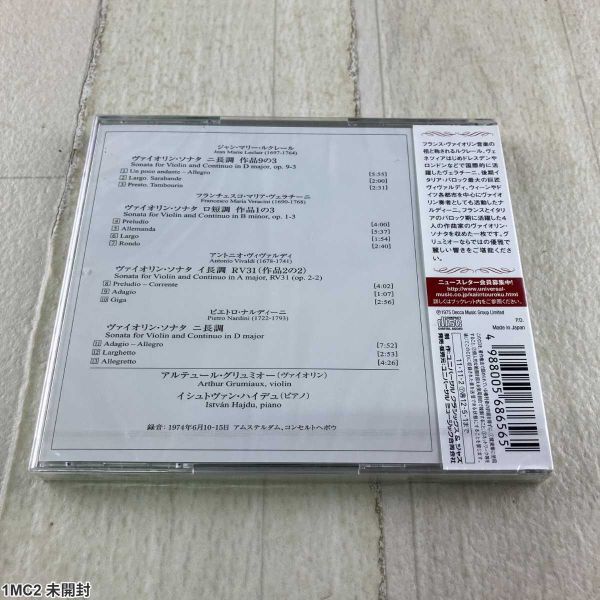 ジャン・マリー・ルクレール
Jean Marie Leclair (1697-1764)
ヴァイオリン・ソナタ ニ長調 作品9の3
Sonata for Violin and Continuo in D major, op. 9-3
1 Un poco andante – Allegro [5:55]
2 Largo. Sarabande [2:00]
3 Presto. Tambourin [2:31]
フランチェスコ・マリア・ヴェラチーニ
Francesco Maria Veracini (1690-1768)
ヴァイオリン・ソナタ ロ短調 作品1の3
Sonata for Violin and Continuo in B minor, op. 1-3
4 Preludio [4:00]
5 Allemanda [5:37]
6 Largo [1:54]
7 Rondo [2:40]
アントニオ・ヴィヴァルディ
Antonio Vivaldi (1678-1741)
ヴァイオリン・ソナタ イ長調 RV31(作品2の2)
Sonata for Violin and Continuo in A major, RV31 (op. 2-2)
8 Preludio – Corrente [4:02]
9 Adagio [1:07]
10 Giga [2:56]
ピエトロ・ナルディーニ
Pietro Nardini (1722-1793)
ヴァイオリン・ソナタ ニ長調
Sonata for Violin and Continuo in D major
11 Adagio – Allegro [7:52]
12 Larghetto [2:53]
13 Allegretto [4:26]
アルテュール・グリュミオー(ヴァイオリン)
Arthur Grumiaux, violin
イシュトヴァン・ハイデュ(ピアノ)
István Hajdu, piano
録音:1974年6月10-15日 アムステルダム、コンセルトヘボウ
フランス・ヴァイオリン音楽の
祖と称されるルクレール、ヴェ
ネツィアはじめドレスデンや
ロンドンなどで国際的に活
躍したヴェラチーニ、後期イ
タリア・バロック最大の巨匠
ヴィヴァルディ、ウィーンやド
イツ各都市を中心にヴァイ
オリン奏者としても活動したナ
ルディーニ。フランスとイタリ
アのバロック期に活躍した4
人の作曲家のヴァイオリン・
ソナタを収めた一枚です。グ
リュミオーならではの優雅で
麗しい響きをご堪能ください。
ニュースレター会員募集中!
http://www.universal-
music.co.jp/kaintouroku.html
詳しくはブックレット内をご参照ください。
℗1975 Decca Music Group Limited
P.D.
Made in Japan
4 988005 686565
11・11・2
1MC2 未開封